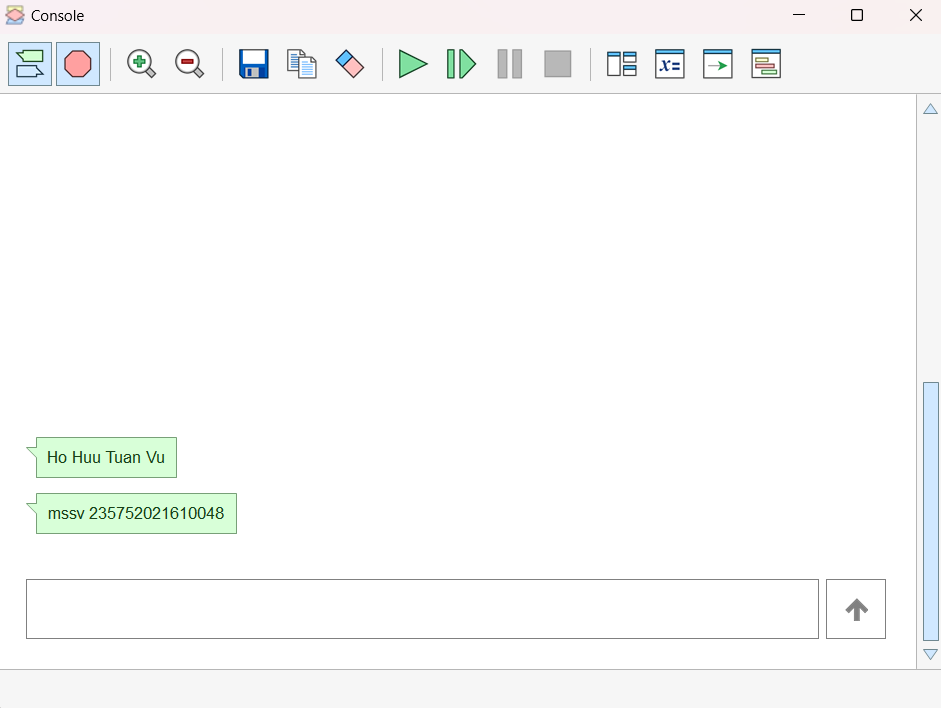 Console
x=
Ho Huu Tuan Vu
mssv 235752021610048